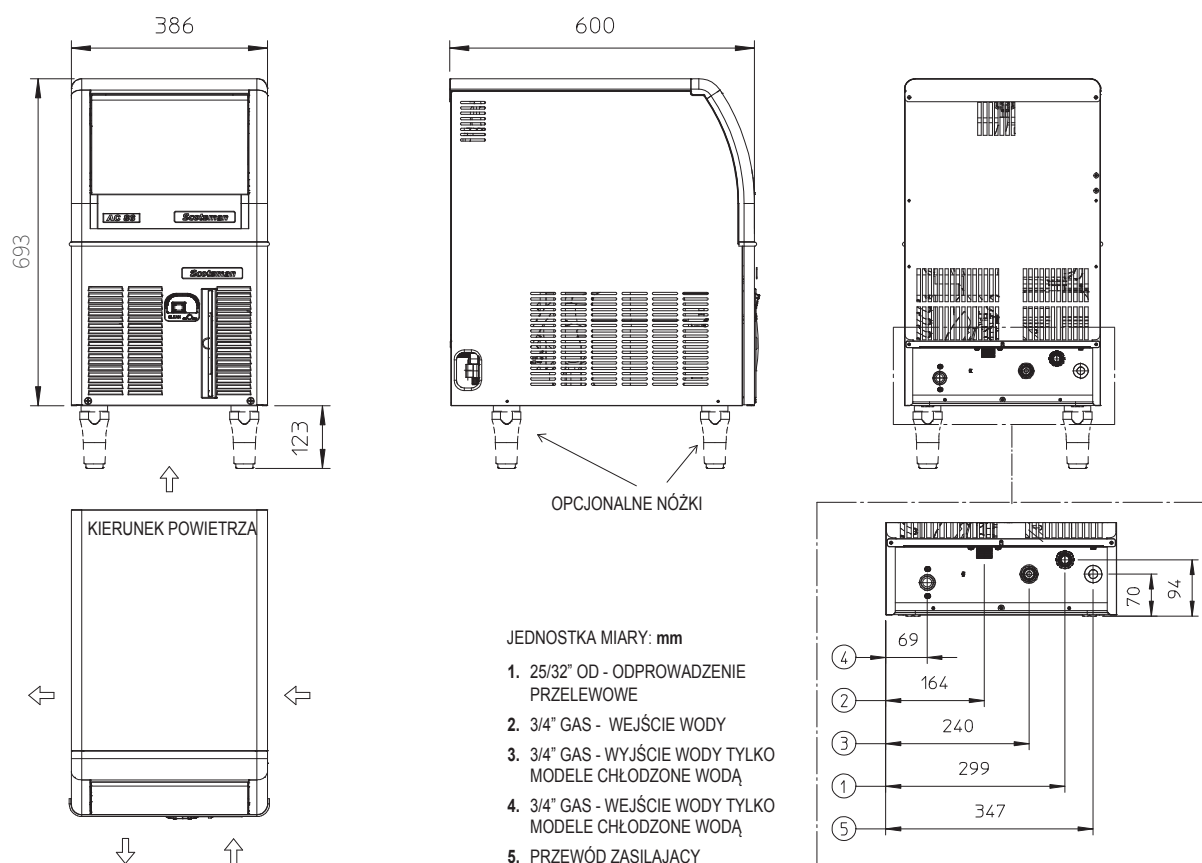 386
600
693
AC 86
Scotsman
Scotsman
CLEAN
123
OPCJONALNE NÓŻKI
KIERUNEK POWIETRZA
JEDNOSTKA MIARY: mm
1. 25/32” OD - ODPROWADZENIE
PRZELEWOWE
2. 3/4” GAS - WEJŚCIE WODY
3. 3/4” GAS - WYJŚCIE WODY TYLKO
MODELE CHŁODZONE WODĄ
4. 3/4” GAS - WEJŚCIE WODY TYLKO
MODELE CHŁODZONE WODĄ
5. PRZEWÓD ZASILAJACY
70
94
4
69
2
164
3
240
1
299
5
347